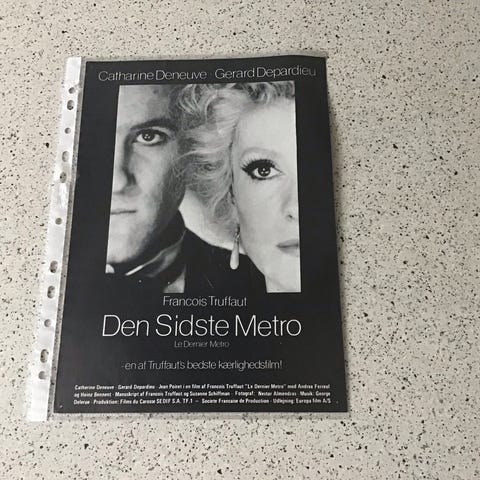 Catharine Deneuve · Gerard Depardieu
Francois Truffaut
Den Sidste Metro
Le Dernier Metro
-en af Truffaut's bedste kærlighedsfilm!
Catherine Deneuve - Gerard Depardieu - Jean Poiret i en film af Francois Truffaut "Le Dernier Metro" med Andrea Ferreol
og Heinz Bennent - Manuskript af Francois Truffaut og Suzanne Schiffman - Fotograf: Nestor Almendros - Musik: George
Delerue - Produktion: Films du Carosse SEDIF S.A. TF.1 — Societe Francaise de Production - Udlejning: Europa film A/S